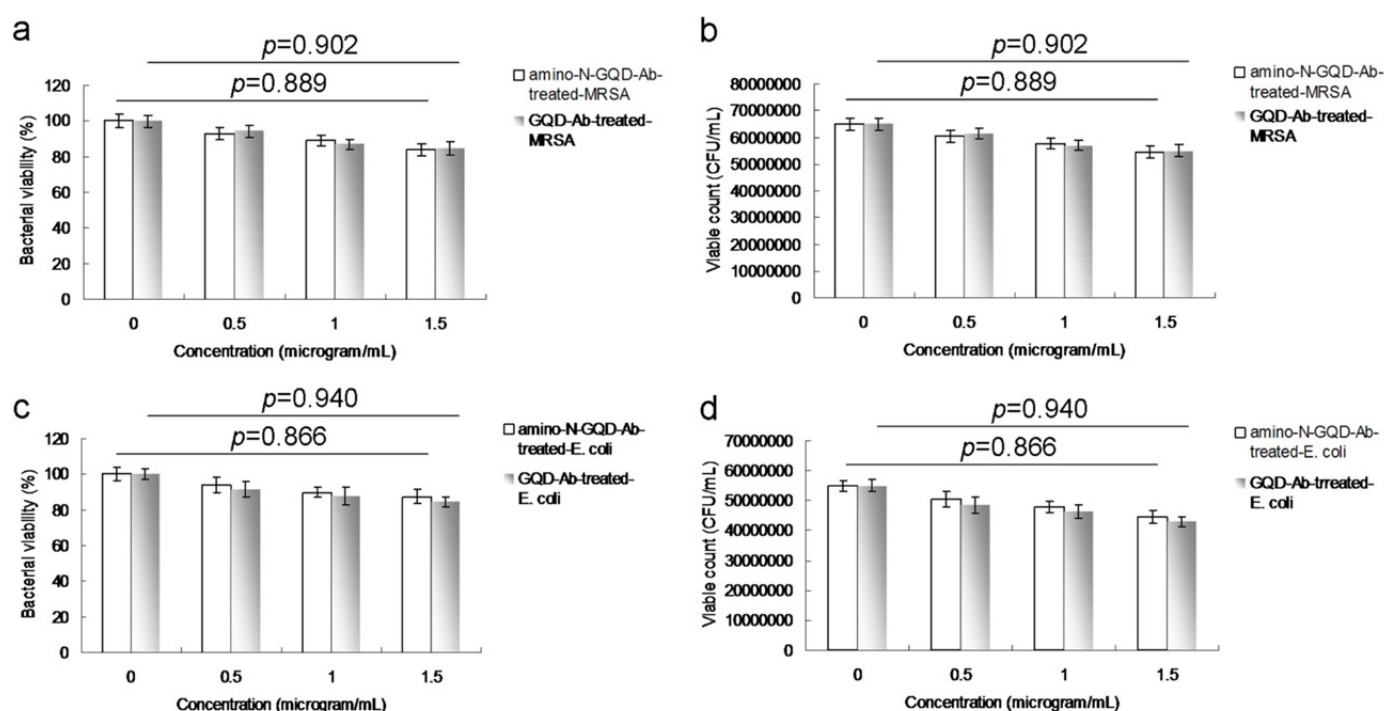 a
p=0.902
p=0.889
amino-N-GQD-Ab-
treated-MRSA
GQD-Ab-treated-
MRSA
Bacterial viability (%)
120
100
80
60
40
20
0
0 0.5 1 1.5
Concentration (microgram/mL)
b
p=0.902
p=0.889
amino-N-GQD-Ab-
treated-MRSA
GQD-Ab-treated-
MRSA
Viable count (CFU/mL)
80000000
70000000
60000000
50000000
40000000
30000000
20000000
10000000
0
0 0.5 1 1.5
Concentration (microgram/mL)
c
p=0.940
p=0.866
amino-N-GQD-Ab-
treated-E. coli
GQD-Ab-treated-
E. coli
Bacterial viability (%)
120
100
80
60
40
20
0
0 0.5 1 1.5
Concentration (microgram/mL)
d
p=0.940
p=0.866
amino-N-GQD-Ab-
treated-E. coli
GQD-Ab-trreated-
E. coli
Viable count (CFU/mL)
70000000
60000000
50000000
40000000
30000000
20000000
10000000
0
0 0.5 1 1.5
Concentration (microgram/mL)